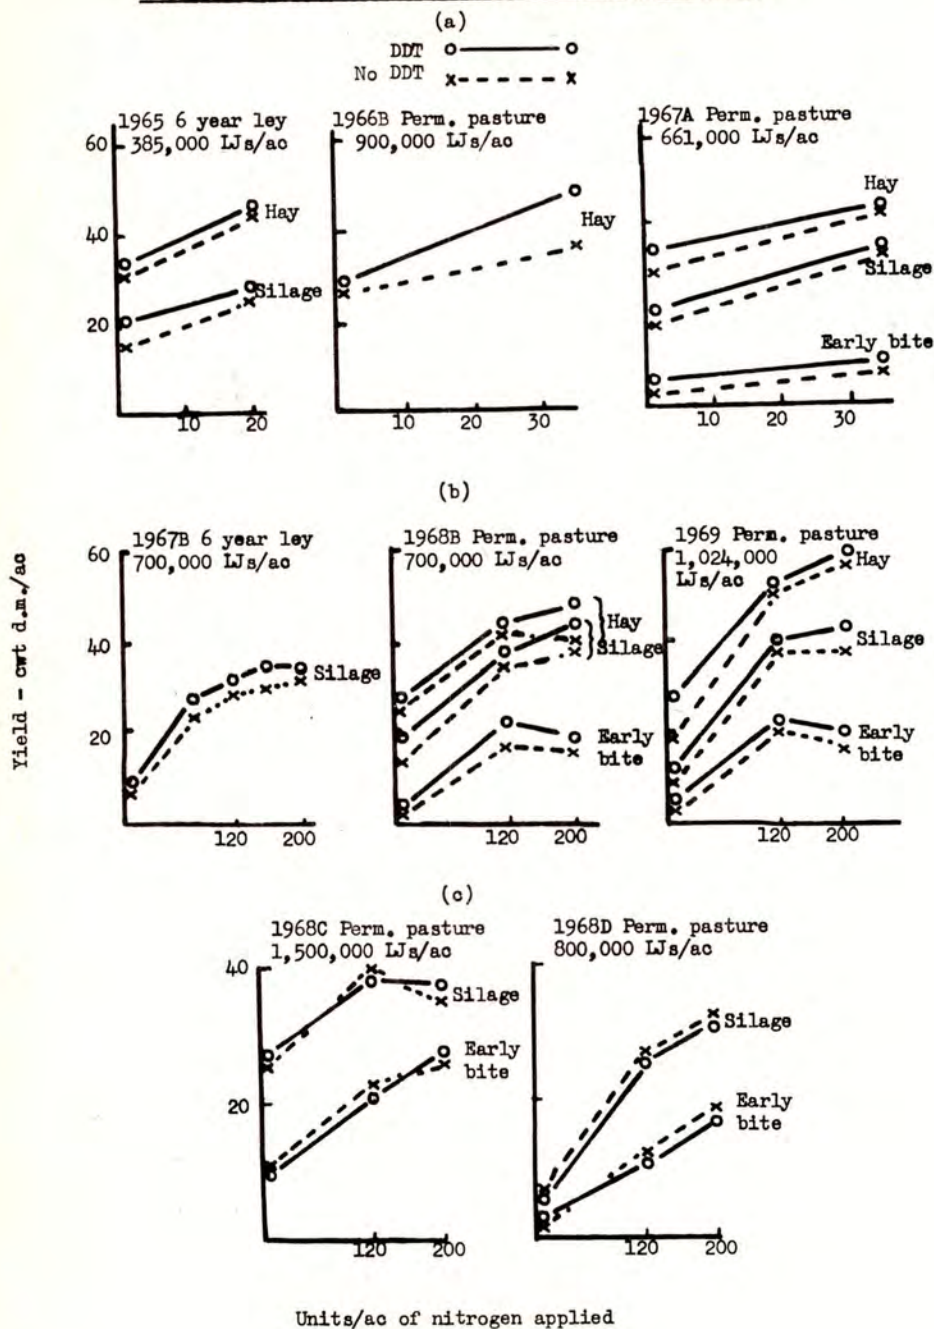 (a)
DDT
No DDT
1965 6 year ley
385,000 LJs/ac
60
40
20
Hay
Silage
10 20
1966B Perm. pasture
900,000 LJs/ac
Hay
10 20 30
1967A Perm. pasture
661,000 LJs/ac
Hay
Silage
Early bite
10 20 30
(b)
Yield - cwt d.m./ac
1967B 6 year ley
700,000 LJs/ac
60
40
20
Silage
120 200
1968B Perm. pasture
700,000 LJs/ac
Hay
Silage
Early
bite
120 200
1969 Perm. pasture
1,024,000
LJs/ac
Hay
Silage
Early
bite
120 200
(c)
1968C Perm. pasture
1,500,000 LJs/ac
40
20
Silage
Early
bite
120 200
1968D Perm. pasture
800,000 LJs/ac
Silage
Early
bite
120 200
Units/ac of nitrogen applied